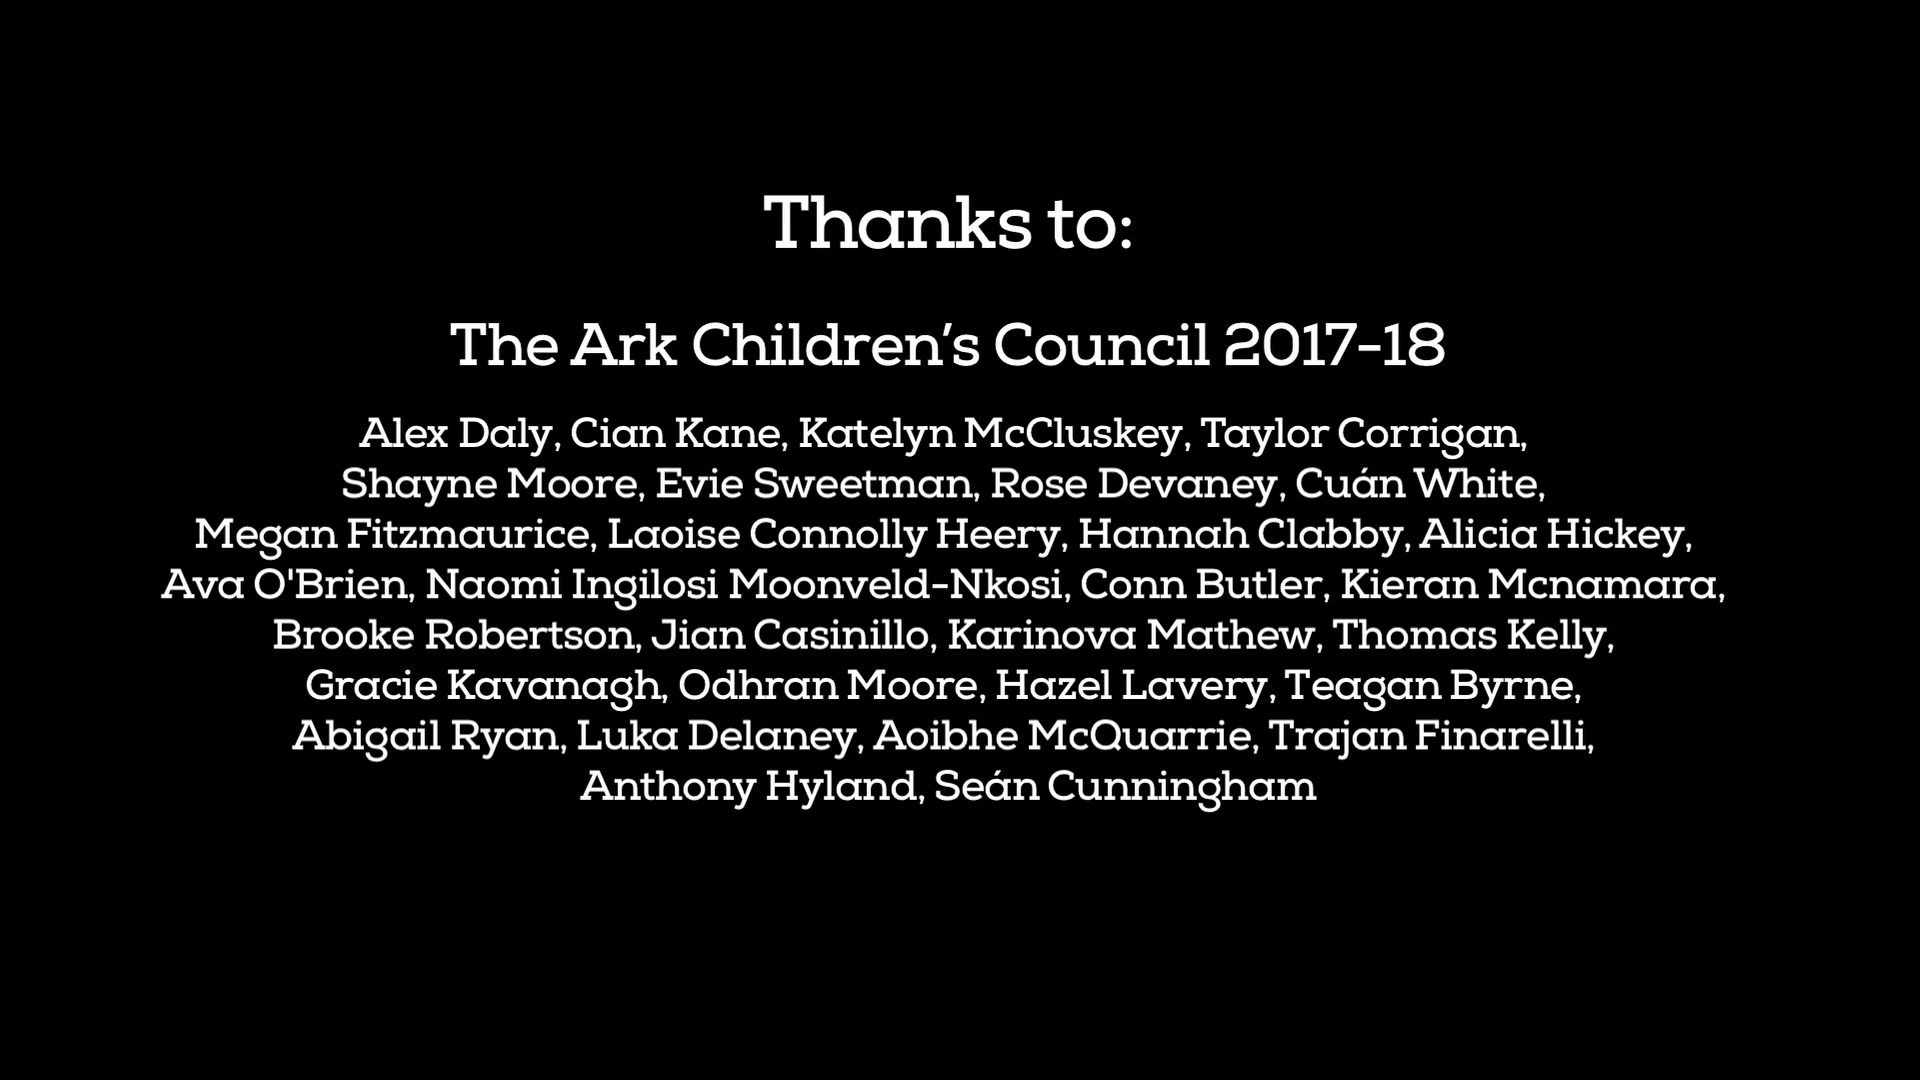 Thanks to:
The Ark Children’s Council 2017-18
Alex Daly, Cian Kane, Katelyn McCluskey, Taylor Corrigan,
Shayne Moore, Evie Sweetman, Rose Devaney, Cuán White,
Megan Fitzmaurice, Laoise Connolly Heery, Hannah Clabby, Alicia Hickey,
Ava O'Brien, Naomi Ingilosi Moonveld-Nkosi, Conn Butler, Kieran Mcnamara,
Brooke Robertson, Jian Casinillo, Karinova Mathew, Thomas Kelly,
Gracie Kavanagh, Odhran Moore, Hazel Lavery, Teagan Byrne,
Abigail Ryan, Luka Delaney, Aoibhe McQuarrie, Trajan Finarelli,
Anthony Hyland, Seán Cunningham